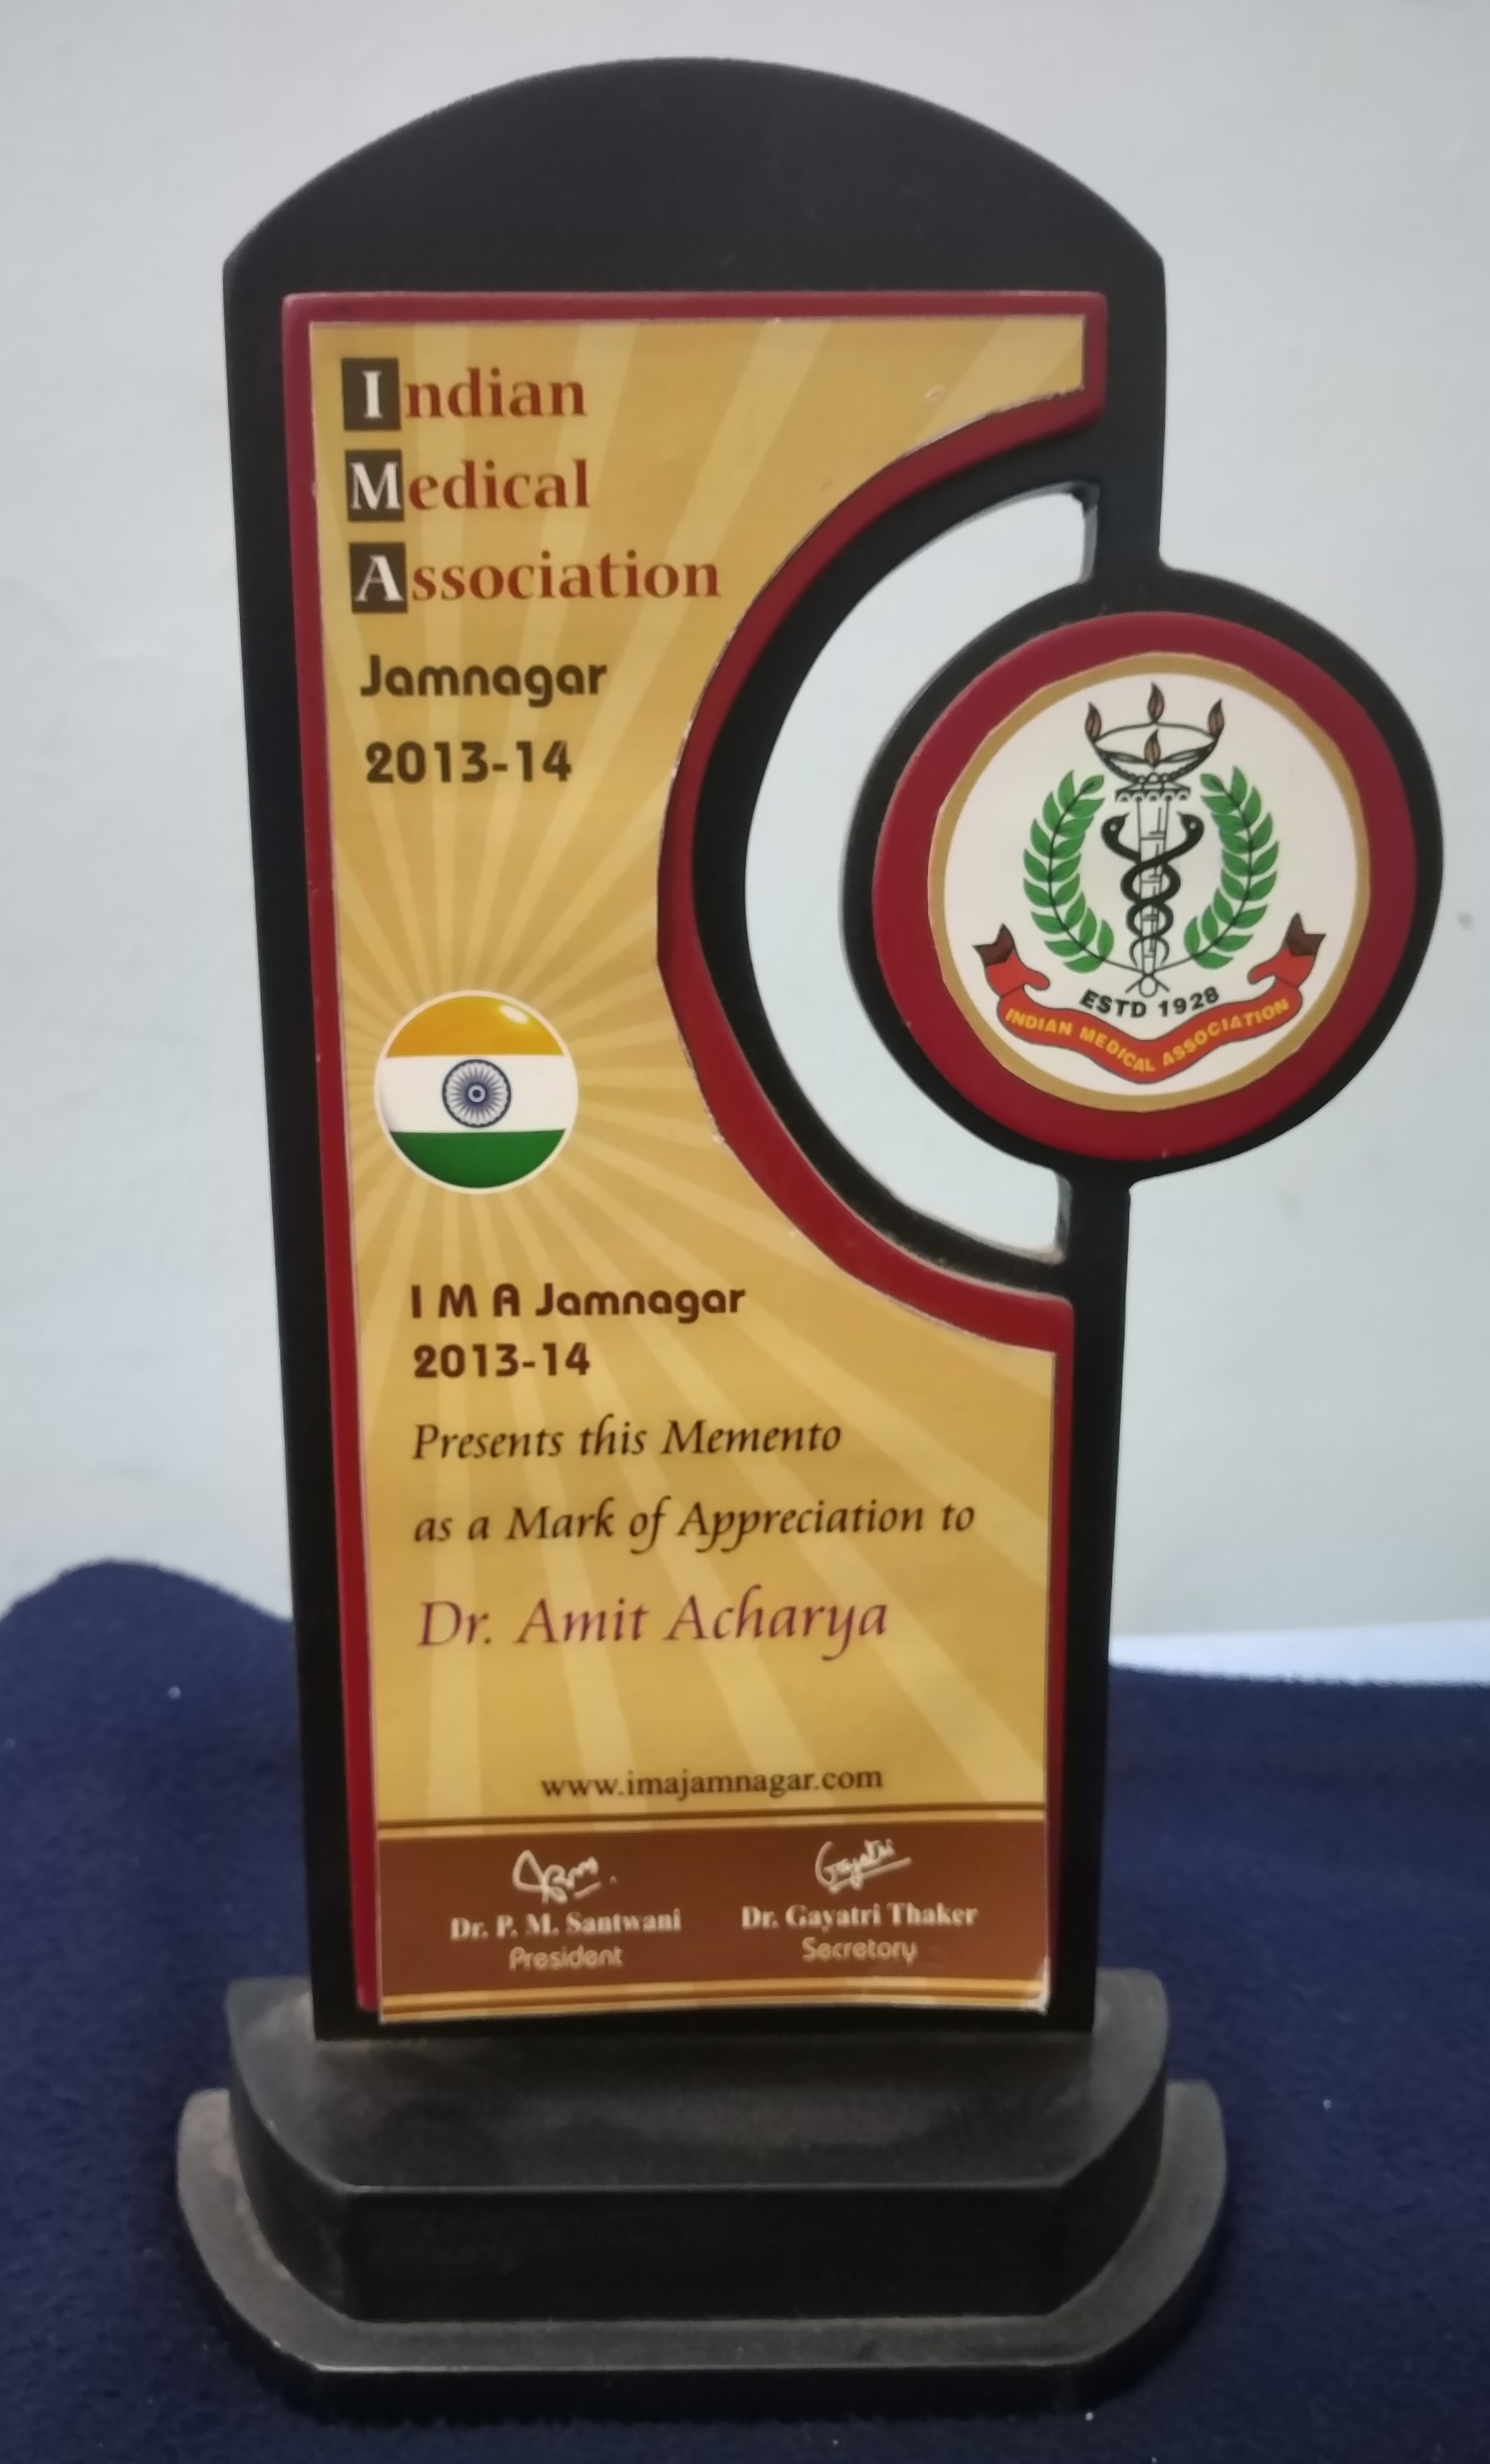 Indian
Medical
Association
Jamnagar
2013-14
ESTD 1928
INDIAN MEDICAL ASSOCIATION
I M A Jamnagar
2013-14
Presents this Memento
as a Mark of Appreciation to
Dr. Amit Acharya
www.imajamnagar.com
Gayatri
Dr. P. M. Santwani
President
Dr. Gayatri Thaker
Secretory